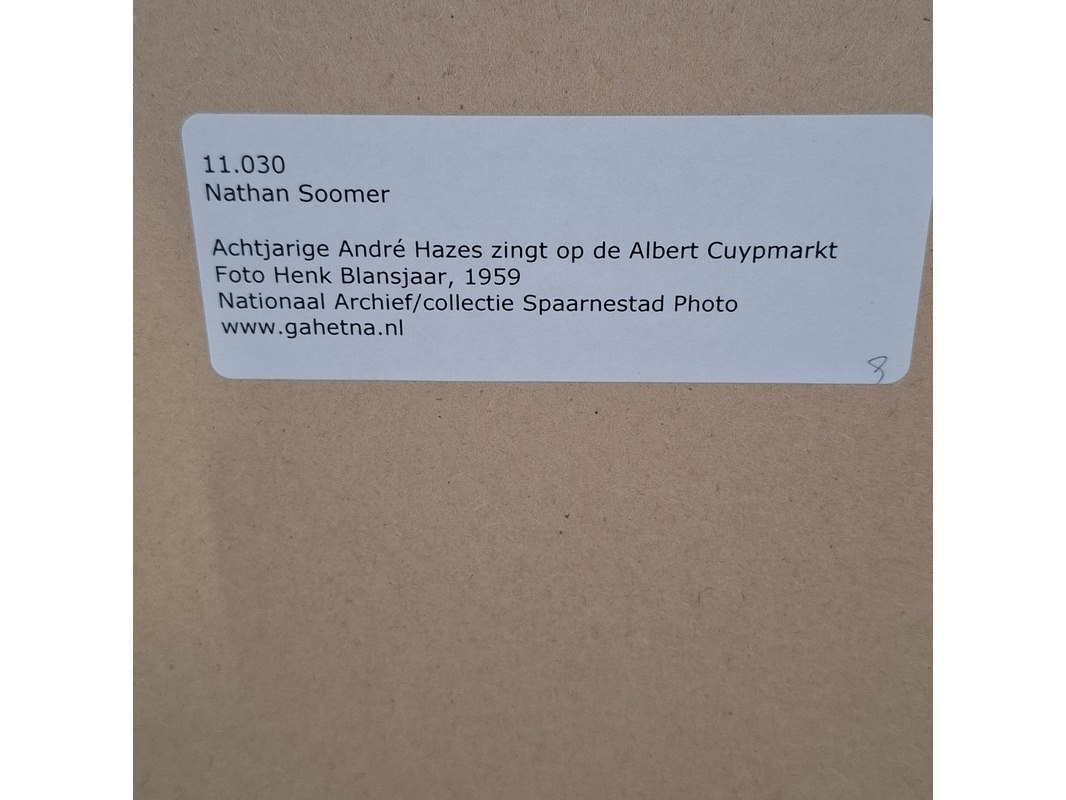 11.030
Nathan Soomer
Achtjarige André Hazes zingt op de Albert Cuypmarkt
Foto Henk Blansjaar, 1959
Nationaal Archief/collectie Spaarnestad Photo
www.gahetna.nl
8